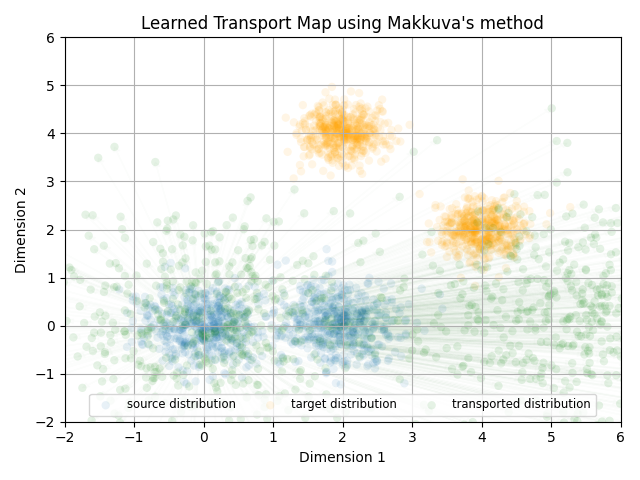 Learned Transport Map using Makkuva's method
6
5
4
3
2
1
0
−1
−2
Dimension 2
source distribution target distribution transported distribution
−2 −1 0 1 2 3 4 5 6
Dimension 1